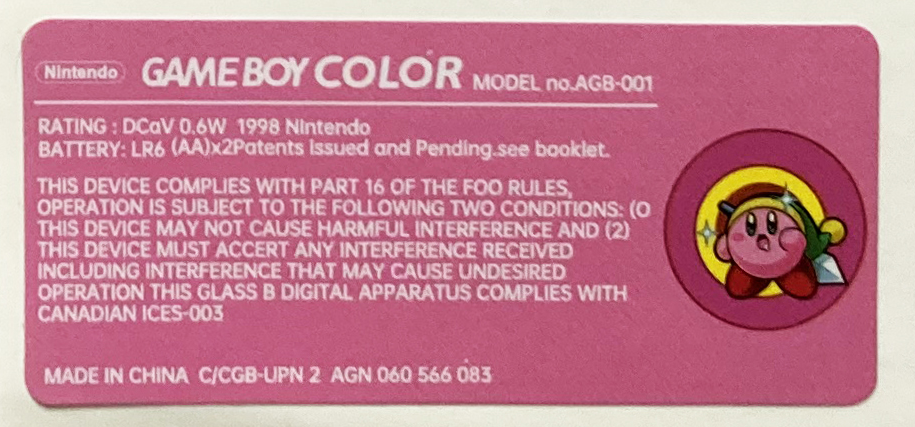 Nintendo GAME BOY COLOR MODEL no.AGB-001
RATING : DCaV 0.6W 1998 NIntendo
BATTERY: LR6 (AA)x2Patents Issued and Pending.see booklet.
THIS DEVICE COMPLIES WITH PART 16 OF THE FOO RULES,
OPERATION IS SUBJECT TO THE FOLLOWING TWO CONDITIONS: (O
THIS DEVICE MAY NOT CAUSE HARMFUL INTERFERENCE AND (2)
THIS DEVICE MUST ACCERT ANY INTERFERENCE RECEIVED
INCLUDING INTERFERENCE THAT MAY CAUSE UNDESIRED
OPERATION THIS GLASS B DIGITAL APPARATUS COMPLIES WITH
CANADIAN ICES-003
MADE IN CHINA C/CGB-UPN 2 AGN 060 566 083